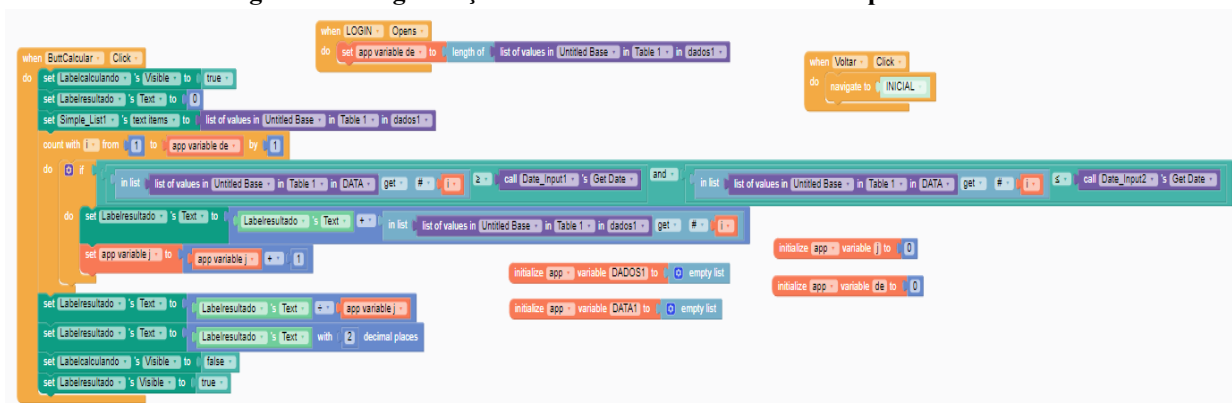 when LOGIN Opens
do set app variable de to length of list of values in Untitled Base in Table 1 in dados1
when ButtCalcular Click
do set Labelcalculando 's Visible to true
set Labelresultado 's Text to 0
set Simple_List1 's text items to list of values in Untitled Base in Table 1 in dados1
count with i from 1 to app variable de by 1
do if in list list of values in Untitled Base in Table 1 in DATA get # i ≥ call Date_Input1 's Get Date and in list list of values in Untitled Base in Table 1 in DATA get # i ≤ call Date_Input2 's Get Date
do set Labelresultado 's Text to Labelresultado 's Text + in list list of values in Untitled Base in Table 1 in dados1 get # i
set app variable j to app variable j + 1
set Labelresultado 's Text to Labelresultado 's Text ÷ app variable j
set Labelresultado 's Text to Labelresultado 's Text with 2 decimal places
set Labelcalculando 's Visible to false
set Labelresultado 's Visible to true
when Voltar Click
do navigate to INICIAL
initialize app variable j to 0
initialize app variable de to 0
initialize app variable DADOS1 to empty list
initialize app variable DATA1 to empty list